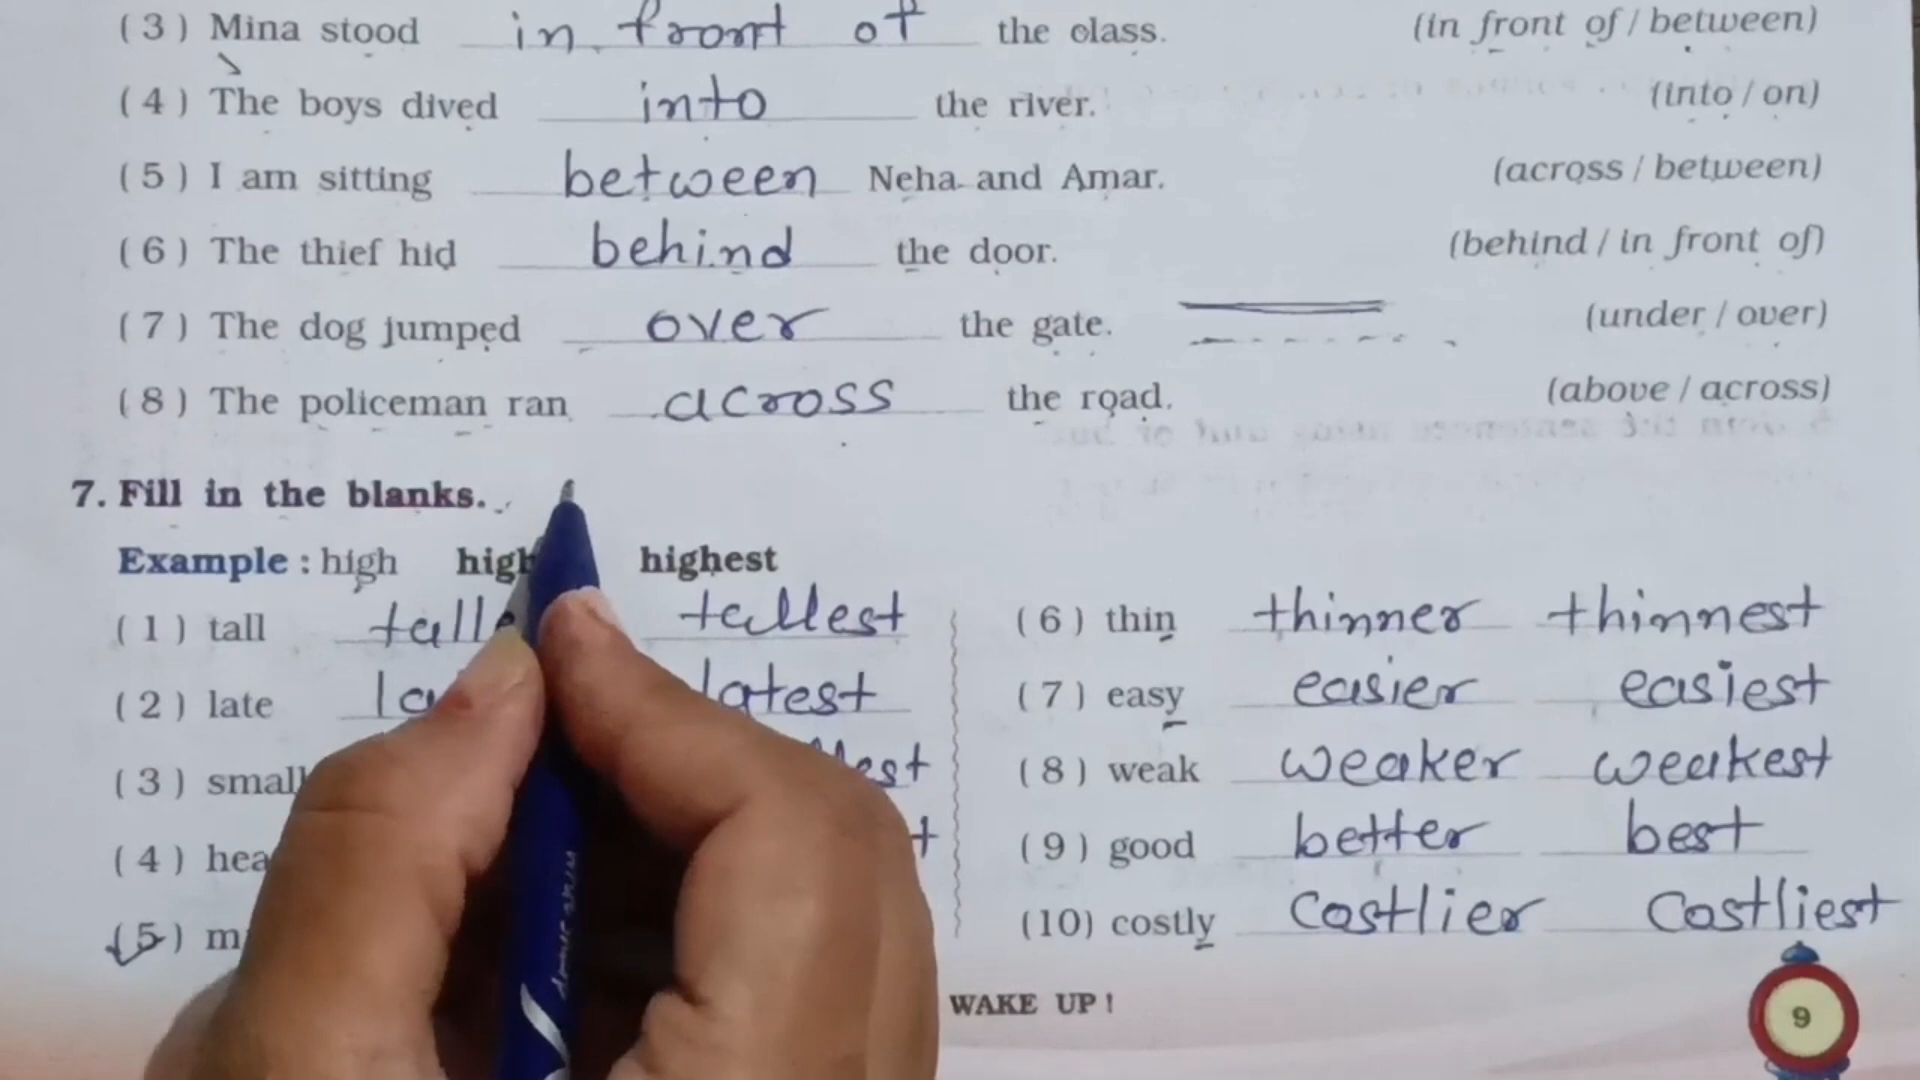 (3) Mina stood in front of the class. (in front of / between)
(4) The boys dived into the river. (into / on)
(5) I am sitting between Neha and Amar. (across / between)
(6) The thief hid behind the door. (behind / in front of)
(7) The dog jumped over the gate. (under / over)
(8) The policeman ran across the road. (above / across)
7. Fill in the blanks.
Example : high highest
(1) tall tallest
(2) late latest
(3) small
(4)
(5)
(6) thin thinner thinnest
(7) easy easier easiest
(8) weak weaker weakest
(9) good better best
(10) costly costlier costliest
WAKE UP!
9